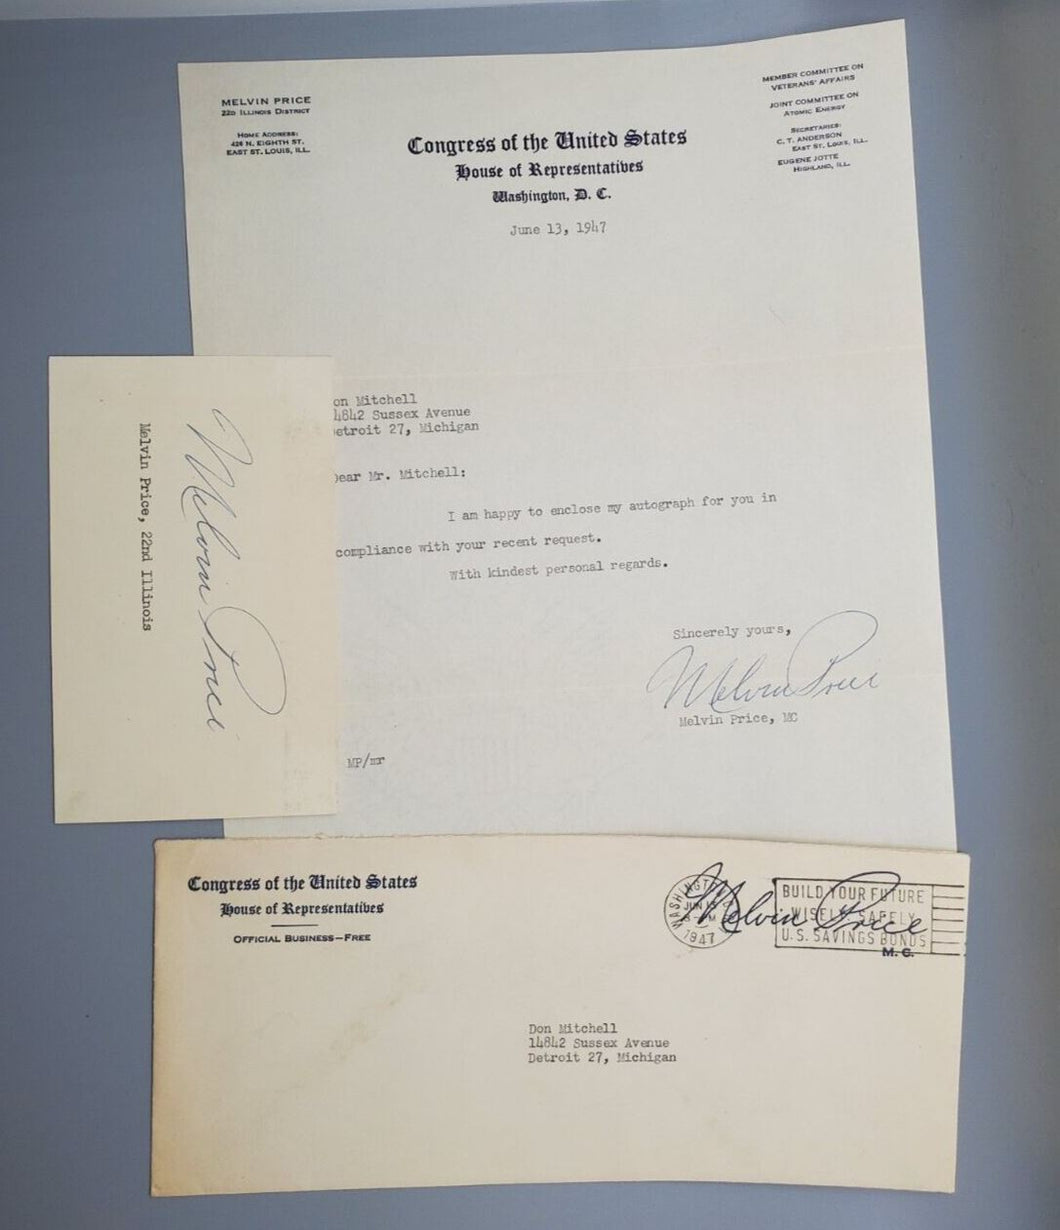 MELVIN PRICE
22D ILLINOIS DISTRICT
HOME ADDRESS:
426 N. EIGHTH ST.
EAST ST. LOUIS, ILL.
MEMBER COMMITTEE ON
VETERANS' AFFAIRS
JOINT COMMITTEE ON
ATOMIC ENERGY
SECRETARIES:
C. T. ANDERSON
EAST ST. LOUIS, ILL.
EUGENE JOTTE
HIGHLAND, ILL.
Congress of the United States
House of Representatives
Washington, D. C.
June 13, 1947
on Mitchell
14842 Sussex Avenue
etroit 27, Michigan
ear Mr. Mitchell:
I am happy to enclose my autograph for you in
compliance with your recent request.
With kindest personal regards.
Sincerely yours,
Melvin Price
Melvin Price, MC
MP/mr
Melvin Price
Melvin Price, 22nd Illinois
Congress of the United States
House of Representatives
OFFICIAL BUSINESS—FREE
WASHINGTON
JUN
1947
BUILD YOUR FUTURE
WISELY SAFELY
U.S. SAVINGS BONDS
Melvin Price
M. C.
Don Mitchell
14842 Sussex Avenue
Detroit 27, Michigan